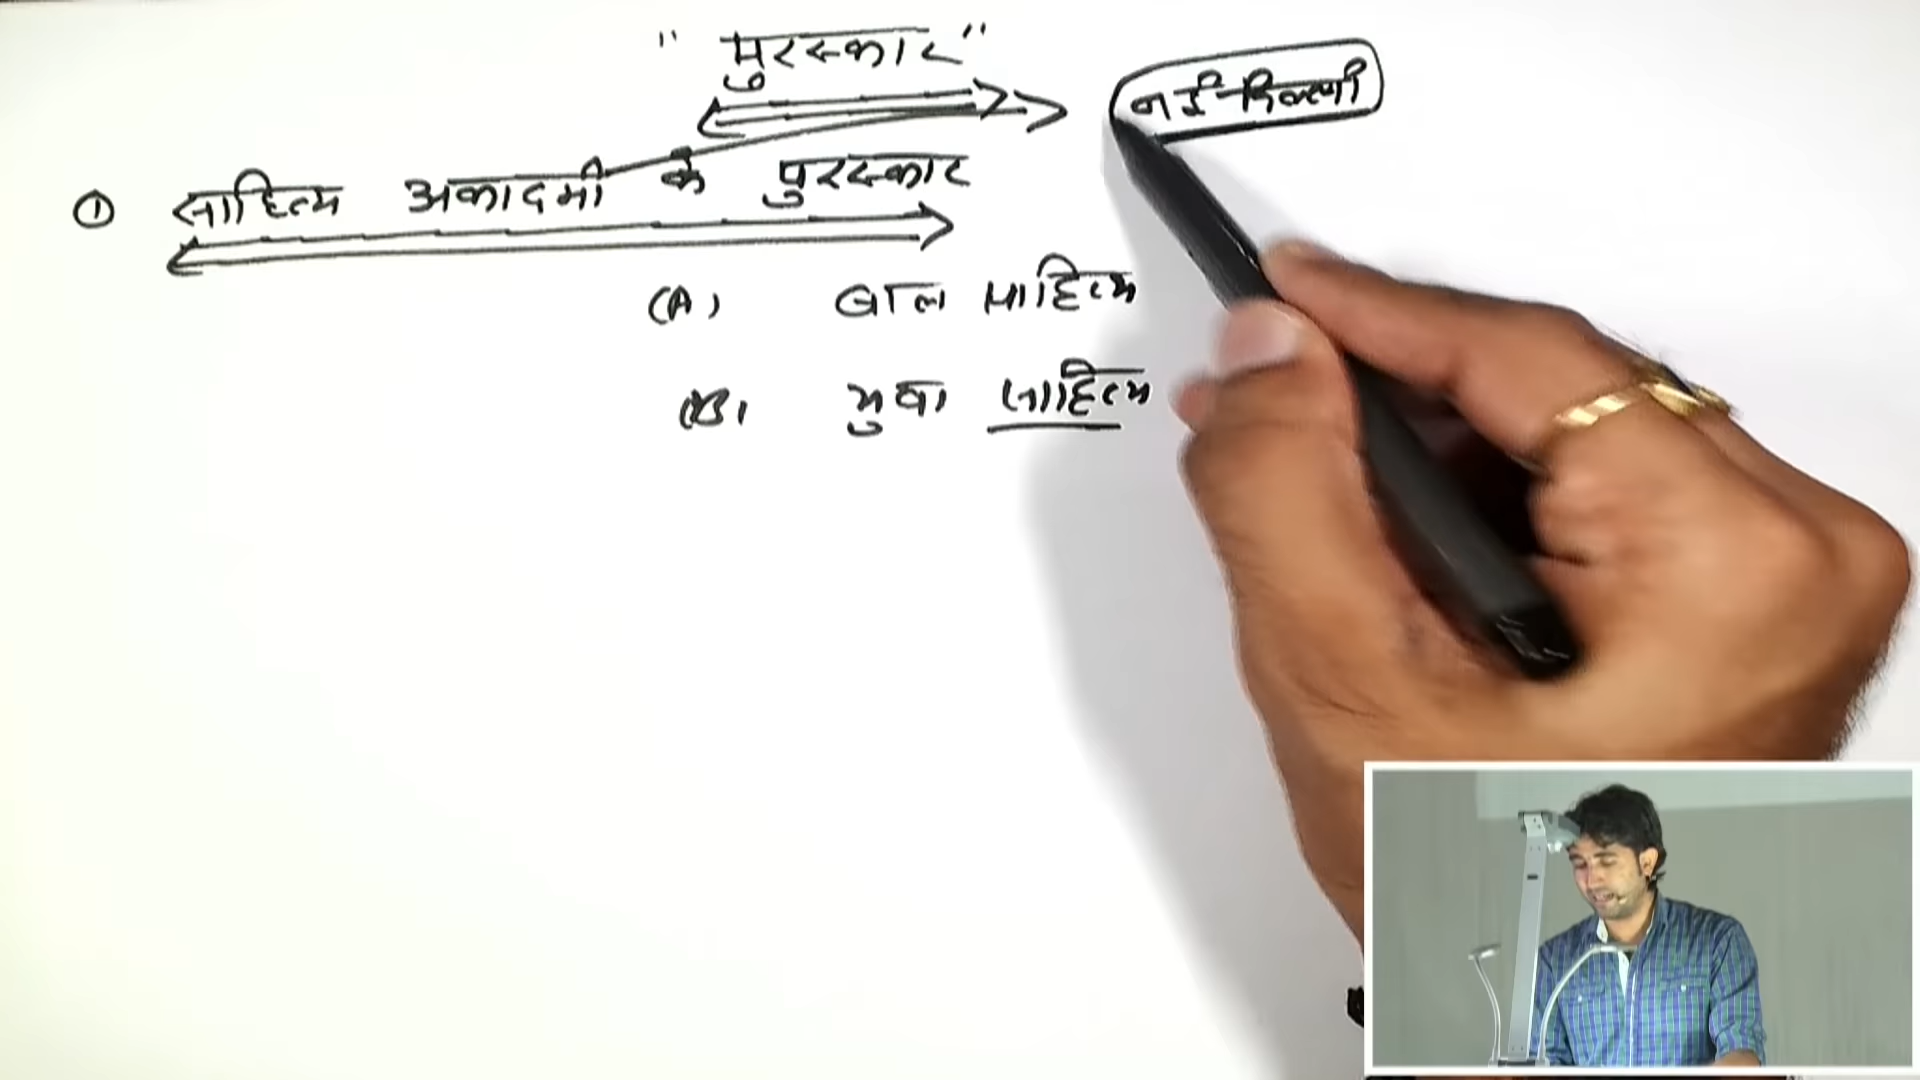 "पुरस्कार"
नई दिल्ली
① साहित्य अकादमी के पुरस्कार
(A) बाल साहित्य
(B) युवा साहित्य